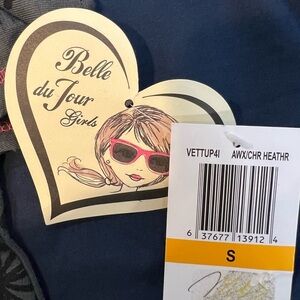 Belle
du Jour
Girls
VETTUP4I AWX/CHR HEATHR
6 37677 13912 4
S